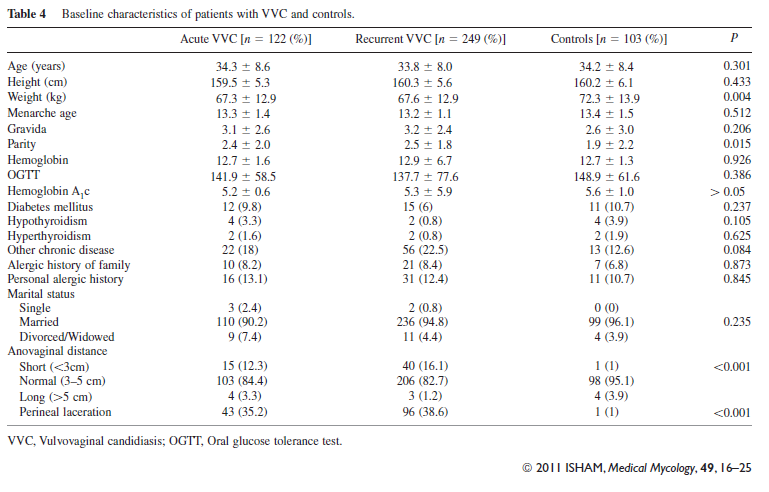 Table 4 Baseline characteristics of patients with VVC and controls.
Acute VVC [n = 122 (%)] Recurrent VVC [n = 249 (%)] Controls [n = 103 (%)] P
Age (years) 34.3 ± 8.6 33.8 ± 8.0 34.2 ± 8.4 0.301
Height (cm) 159.5 ± 5.3 160.3 ± 5.6 160.2 ± 6.1 0.433
Weight (kg) 67.3 ± 12.9 67.6 ± 12.9 72.3 ± 13.9 0.004
Menarche age 13.3 ± 1.4 13.2 ± 1.1 13.4 ± 1.5 0.512
Gravida 3.1 ± 2.6 3.2 ± 2.4 2.6 ± 3.0 0.206
Parity 2.4 ± 2.0 2.5 ± 1.8 1.9 ± 2.2 0.015
Hemoglobin 12.7 ± 1.6 12.9 ± 6.7 12.7 ± 1.3 0.926
OGTT 141.9 ± 58.5 137.7 ± 77.6 148.9 ± 61.6 0.386
Hemoglobin A₁c 5.2 ± 0.6 5.3 ± 5.9 5.6 ± 1.0 > 0.05
Diabetes mellitus 12 (9.8) 15 (6) 11 (10.7) 0.237
Hypothyroidism 4 (3.3) 2 (0.8) 4 (3.9) 0.105
Hyperthyroidism 2 (1.6) 2 (0.8) 2 (1.9) 0.625
Other chronic disease 22 (18) 56 (22.5) 13 (12.6) 0.084
Alergic history of family 10 (8.2) 21 (8.4) 7 (6.8) 0.873
Personal alergic history 16 (13.1) 31 (12.4) 11 (10.7) 0.845
Marital status
Single 3 (2.4) 2 (0.8) 0 (0)
Married 110 (90.2) 236 (94.8) 99 (96.1) 0.235
Divorced/Widowed 9 (7.4) 11 (4.4) 4 (3.9)
Anovaginal distance
Short (<3cm) 15 (12.3) 40 (16.1) 1 (1) <0.001
Normal (3–5 cm) 103 (84.4) 206 (82.7) 98 (95.1)
Long (>5 cm) 4 (3.3) 3 (1.2) 4 (3.9)
Perineal laceration 43 (35.2) 96 (38.6) 1 (1) <0.001
VVC, Vulvovaginal candidiasis; OGTT, Oral glucose tolerance test.
© 2011 ISHAM, Medical Mycology, 49, 16–25